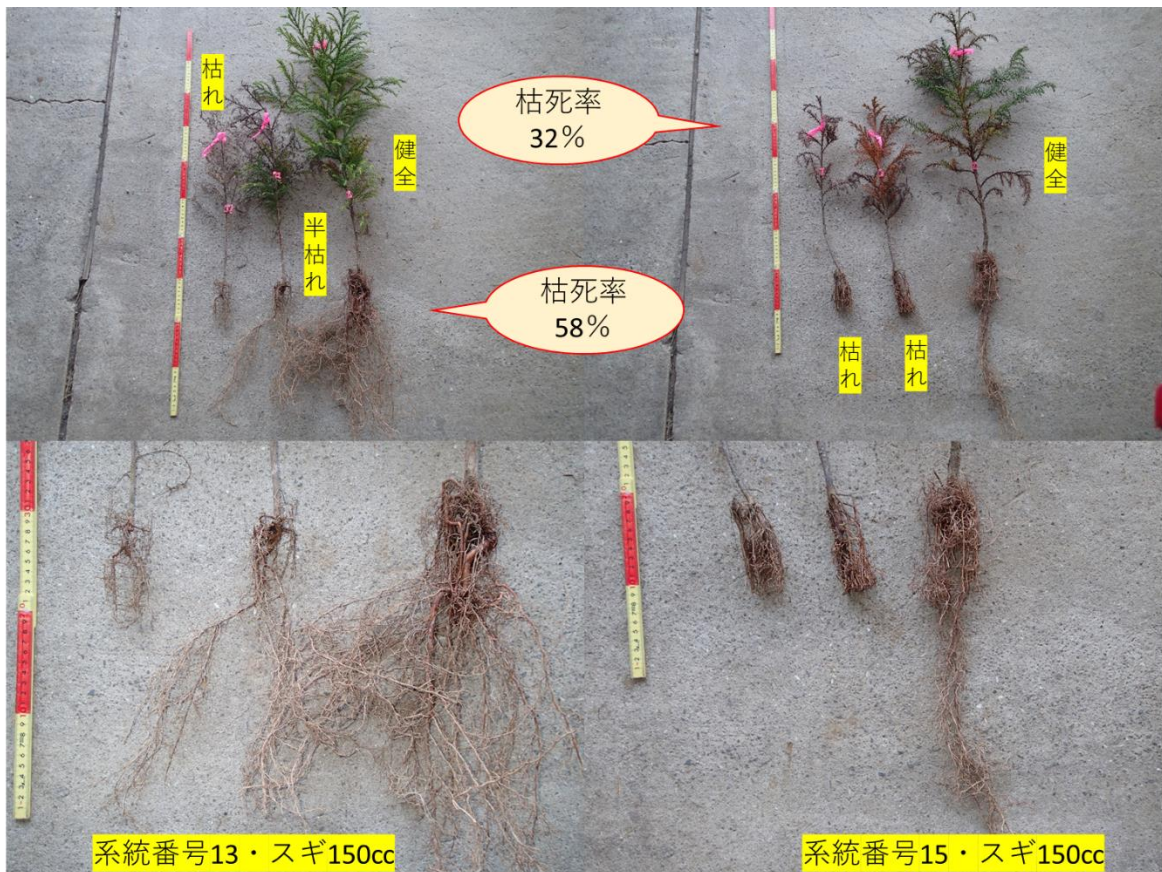 枯れ
半枯れ
健全
枯死率
32%
枯死率
58%
枯れ
枯れ
健全
系統番号13・スギ150cc
系統番号15・スギ150cc